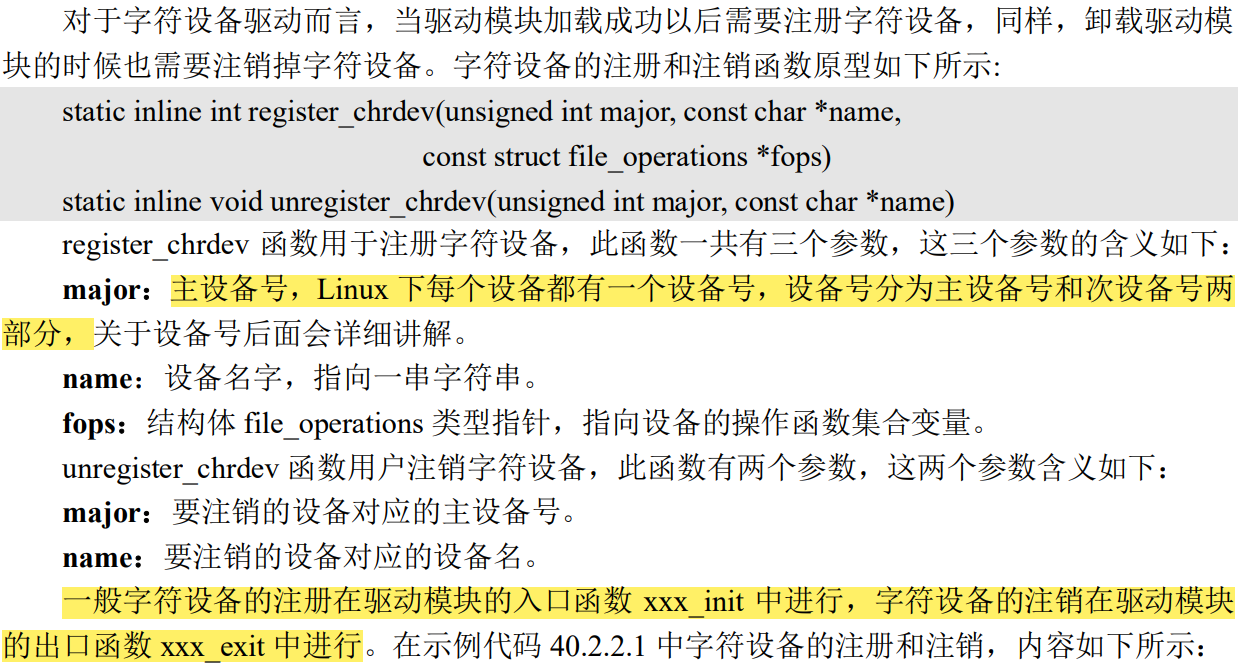 对于字符设备驱动而言，当驱动模块加载成功以后需要注册字符设备，同样，卸载驱动模
块的时候也需要注销掉字符设备。字符设备的注册和注销函数原型如下所示:
static inline int register_chrdev(unsigned int major, const char *name,
const struct file_operations *fops)
static inline void unregister_chrdev(unsigned int major, const char *name)
register_chrdev 函数用于注册字符设备，此函数一共有三个参数，这三个参数的含义如下：
major：主设备号，Linux 下每个设备都有一个设备号，设备号分为主设备号和次设备号两
部分，关于设备号后面会详细讲解。
name：设备名字，指向一串字符串。
fops：结构体 file_operations 类型指针，指向设备的操作函数集合变量。
unregister_chrdev 函数用户注销字符设备，此函数有两个参数，这两个参数含义如下：
major：要注销的设备对应的主设备号。
name：要注销的设备对应的设备名。
一般字符设备的注册在驱动模块的入口函数 xxx_init 中进行，字符设备的注销在驱动模块
的出口函数 xxx_exit 中进行。在示例代码 40.2.2.1 中字符设备的注册和注销，内容如下所示：